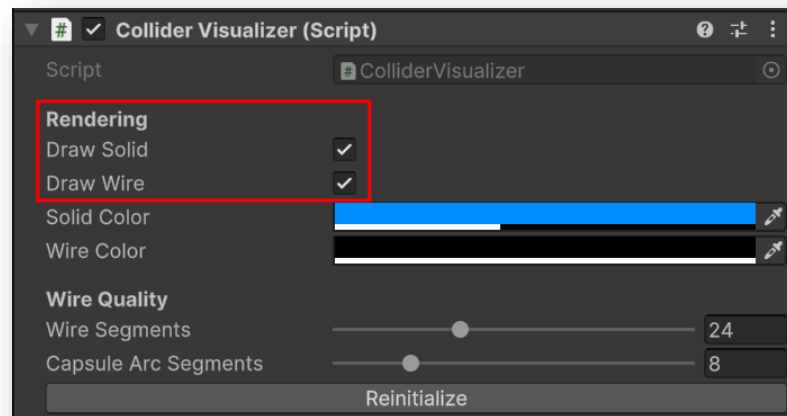 Collider Visualizer (Script)
Script ColliderVisualizer
Rendering
Draw Solid
Draw Wire
Solid Color
Wire Color
Wire Quality
Wire Segments 24
Capsule Arc Segments 8
Reinitialize